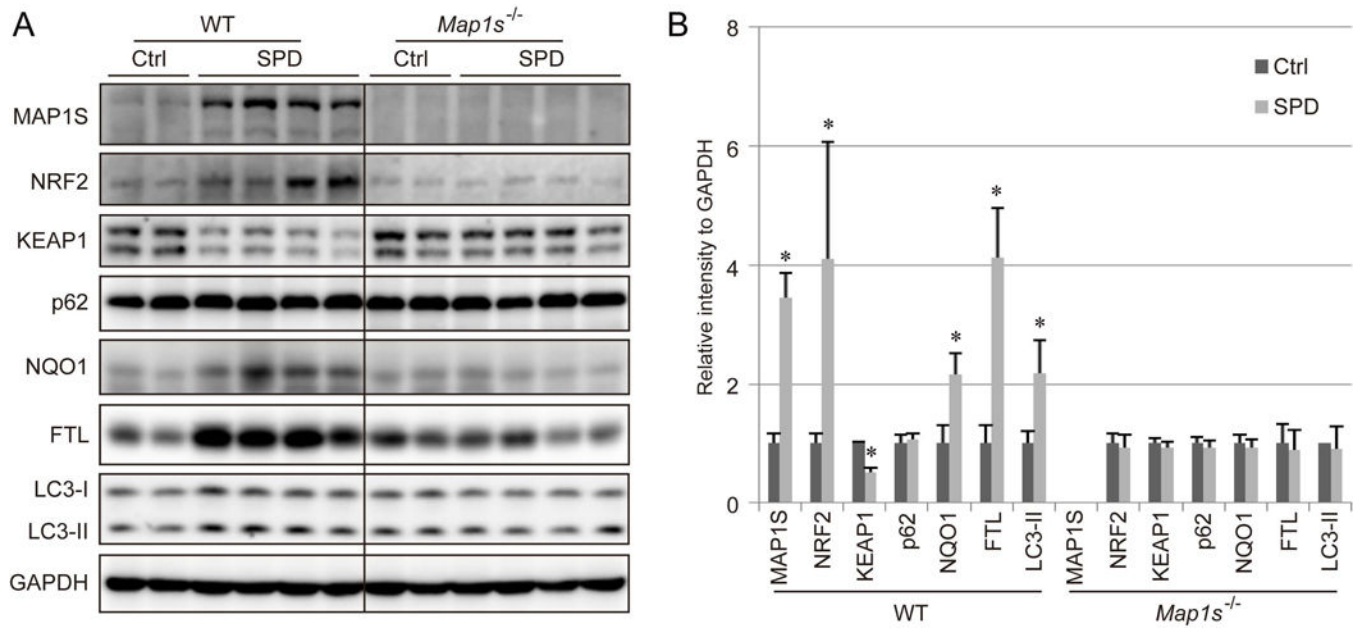 A
WT
Map1s-/-
Ctrl
SPD
Ctrl
SPD
MAP1S
NRF2
KEAP1
p62
NQO1
FTL
LC3-I
LC3-II
GAPDH
B
Relative intensity to GAPDH
8
6
4
2
0
Ctrl
SPD
*
*
*
*
*
*
MAP1S
NRF2
KEAP1
p62
NQO1
FTL
LC3-II
MAP1S
NRF2
KEAP1
p62
NQO1
FTL
LC3-II
WT
Map1s-/-